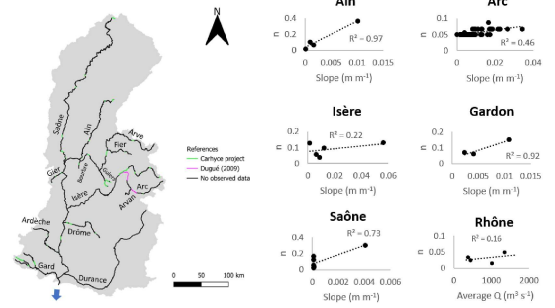 N
Saône
Ain
Arve
Fier
Gier
Bourbre
Guiers
Isère
Arc
Arvan
Ardèche
Drôme
Gard
Durance
References
Carhyce project
Dugué (2009)
No observed data
0 50 100 km
Ain
0.4
0.2
0
n
R² = 0.97
0 0.005 0.01 0.015
Slope (m m⁻¹)
Arc
0.1
0.05
0
n
R² = 0.46
0 0.02 0.04
Slope (m m⁻¹)
Isère
0.2
0.1
0
n
R² = 0.22
0 0.02 0.04 0.06
Slope (m m⁻¹)
Gardon
0.2
0.1
0
n
R² = 0.92
0 0.005 0.01 0.015
Slope (m m⁻¹)
Saône
0.4
0.2
0
n
R² = 0.73
0.000 0.002 0.004 0.006
Slope (m m⁻¹)
Rhône
0.1
0.05
0
n
R² = 0.16
0 1000 2000
Average Q (m³ s⁻¹)